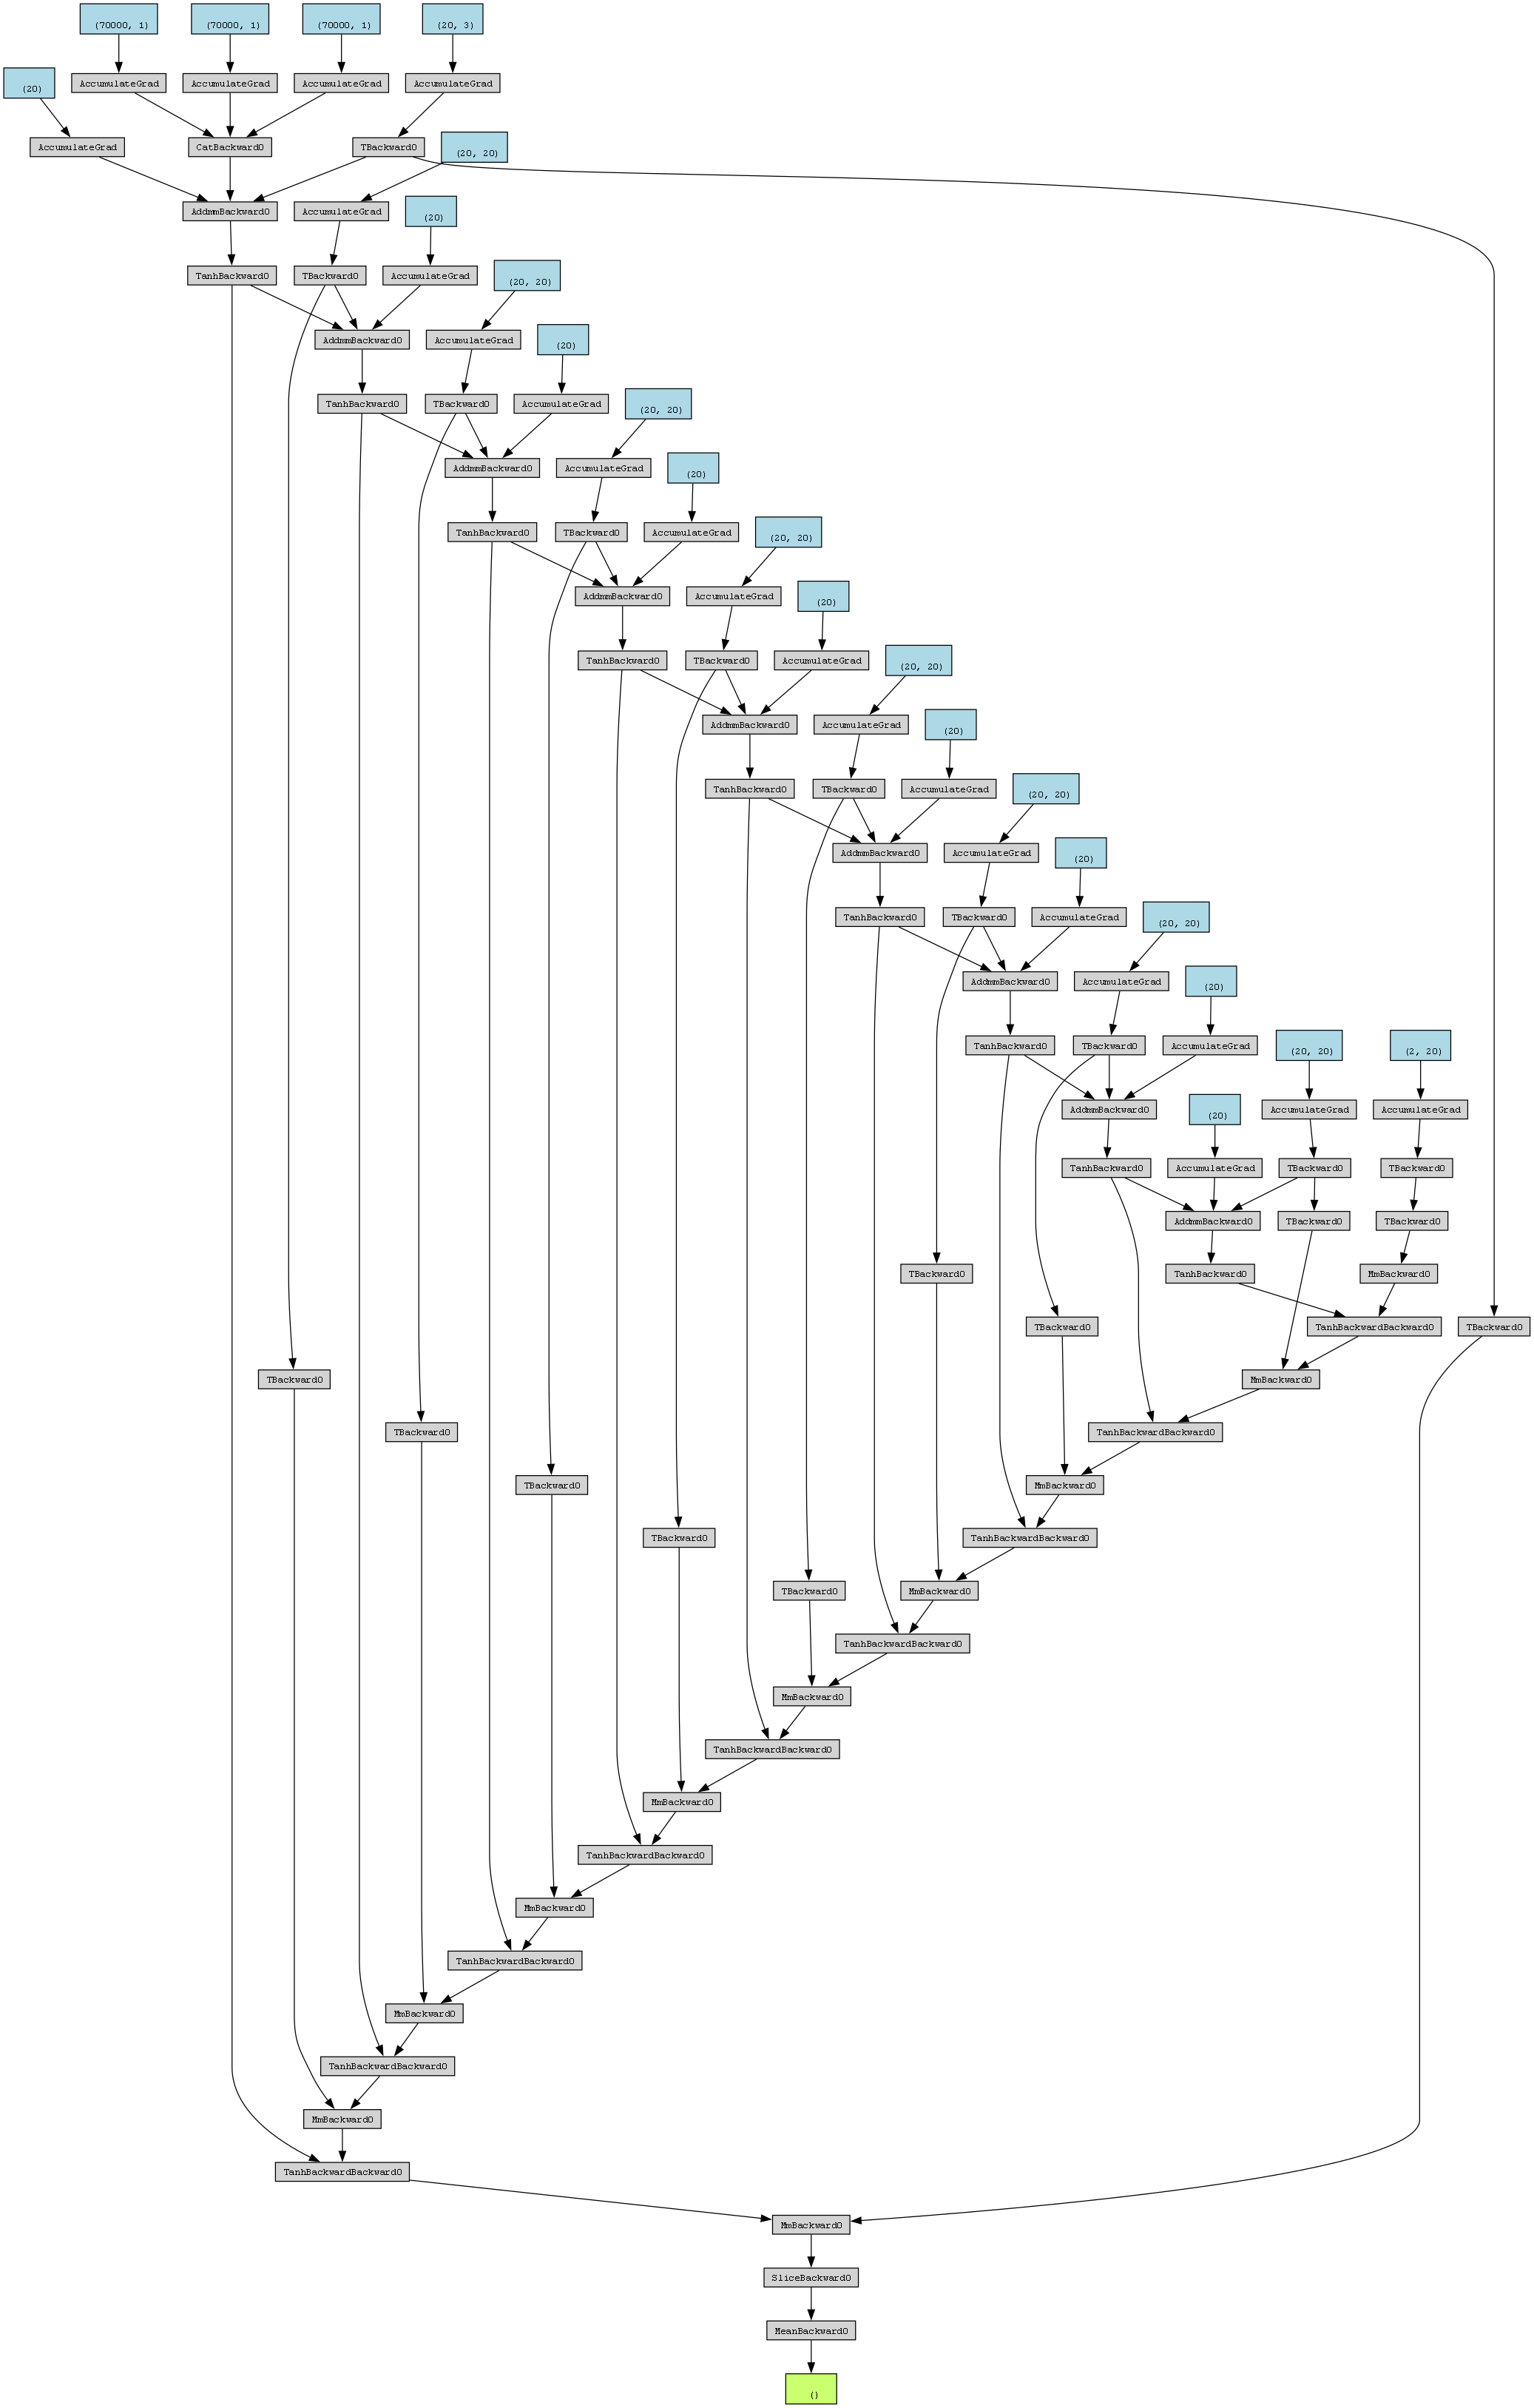 (70000, 1) (70000, 1) (70000, 1) (20, 3)
(20) AccumulateGrad AccumulateGrad AccumulateGrad AccumulateGrad
AccumulateGrad CatBackward0 TBackward0 (20, 20)
AddmmBackward0 AccumulateGrad (20)
TanhBackward0 TBackward0 AccumulateGrad (20, 20)
AddmmBackward0 AccumulateGrad (20)
TanhBackward0 TBackward0 AccumulateGrad (20, 20)
AddmmBackward0 AccumulateGrad (20)
TanhBackward0 TBackward0 AccumulateGrad (20, 20)
AddmmBackward0 AccumulateGrad (20)
TanhBackward0 TBackward0 AccumulateGrad (20, 20)
AddmmBackward0 AccumulateGrad (20)
TanhBackward0 TBackward0 AccumulateGrad (20, 20)
AddmmBackward0 AccumulateGrad (20)
TanhBackward0 TBackward0 AccumulateGrad (20, 20)
AddmmBackward0 AccumulateGrad (20)
TanhBackward0 TBackward0 AccumulateGrad (20, 20) (2, 20)
AddmmBackward0 (20) AccumulateGrad AccumulateGrad
TanhBackward0 AccumulateGrad TBackward0 TBackward0
AddmmBackward0 TBackward0 TBackward0
TBackward0 TanhBackward0 MmBackward0
TBackward0 TanhBackwardBackward0 TBackward0
TBackward0 MmBackward0
TBackward0 TanhBackwardBackward0
TBackward0 MmBackward0
TBackward0 TanhBackwardBackward0
TBackward0 MmBackward0
TanhBackwardBackward0
MmBackward0
TanhBackwardBackward0
MmBackward0
TanhBackwardBackward0
MmBackward0
TanhBackwardBackward0
MmBackward0
TanhBackwardBackward0
MmBackward0
TanhBackwardBackward0
MmBackward0
SliceBackward0
MeanBackward0
()